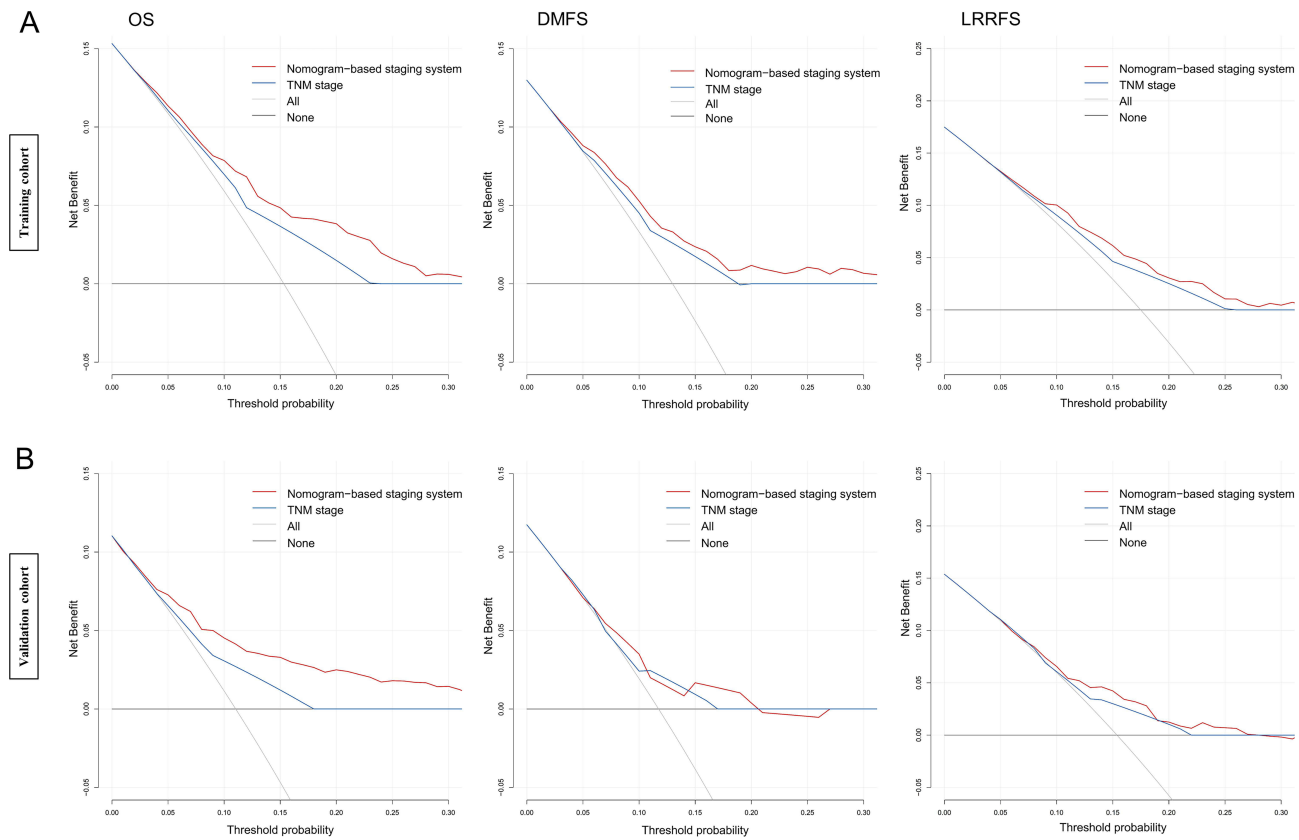 A
OS
DMFS
LRRFS
Training cohort
Net Benefit
0.15
0.10
0.05
0.00
−0.05
Nomogram−based staging system
TNM stage
All
None
0.00 0.05 0.10 0.15 0.20 0.25 0.30
Threshold probability
Net Benefit
0.15
0.10
0.05
0.00
−0.05
Nomogram−based staging system
TNM stage
All
None
0.00 0.05 0.10 0.15 0.20 0.25 0.30
Threshold probability
Net Benefit
0.25
0.20
0.15
0.10
0.05
0.00
−0.05
Nomogram−based staging system
TNM stage
All
None
0.00 0.05 0.10 0.15 0.20 0.25 0.30
Threshold probability
B
Validation cohort
Net Benefit
0.15
0.10
0.05
0.00
−0.05
Nomogram−based staging system
TNM stage
All
None
0.00 0.05 0.10 0.15 0.20 0.25 0.30
Threshold probability
Net Benefit
0.15
0.10
0.05
0.00
−0.05
Nomogram−based staging system
TNM stage
All
None
0.00 0.05 0.10 0.15 0.20 0.25 0.30
Threshold probability
Net Benefit
0.25
0.20
0.15
0.10
0.05
0.00
−0.05
Nomogram−based staging system
TNM stage
All
None
0.00 0.05 0.10 0.15 0.20 0.25 0.30
Threshold probability